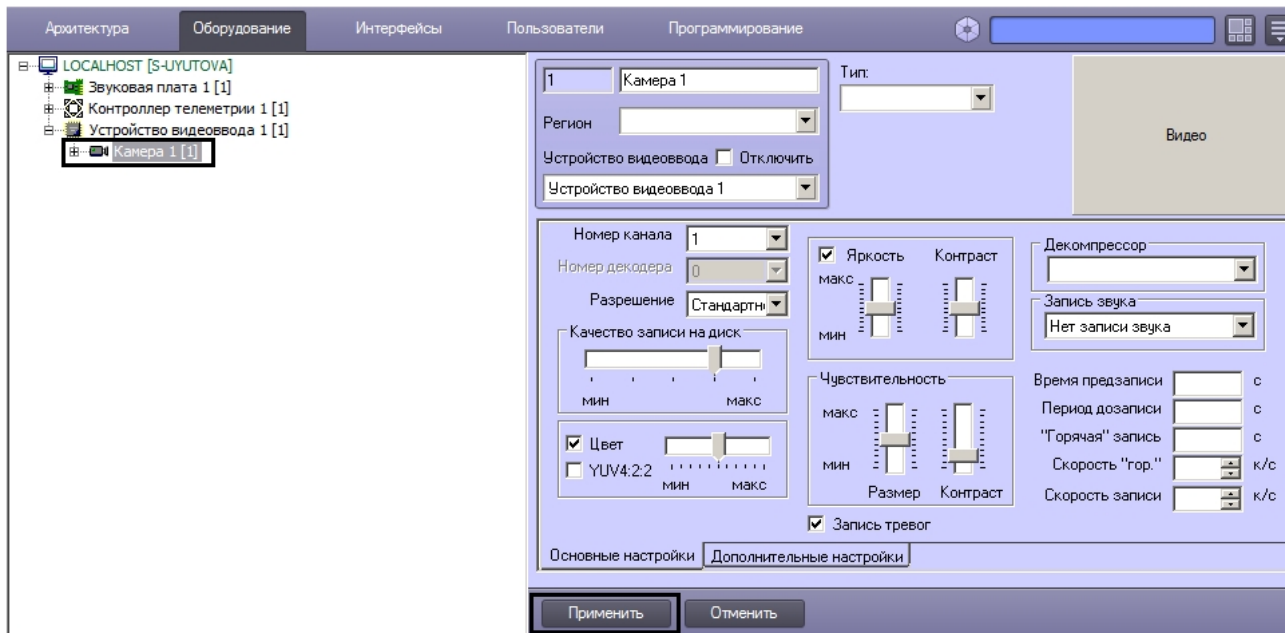 Архитектура Оборудование Интерфейсы Пользователи Программирование
LOCALHOST [S-UYUTOVA]
Звуковая плата 1 [1]
Контроллер телеметрии 1 [1]
Устройство видеоввода 1 [1]
Камера 1 [1]
1 Камера 1
Тип:
Регион
Устройство видеоввода Отключить
Устройство видеоввода 1
Видео
Номер канала 1
Номер декодера 0
Разрешение Стандартн
Качество записи на диск
мин макс
Цвет
YUV4:2:2
мин макс
Яркость Контраст
макс
мин
Чувствительность
макс
мин
Размер Контраст
Запись тревог
Декомпрессор
Запись звука
Нет записи звука
Время предзаписи с
Период дозаписи с
"Горячая" запись с
Скорость "гор." к/с
Скорость записи к/с
Основные настройки Дополнительные настройки
Применить Отменить